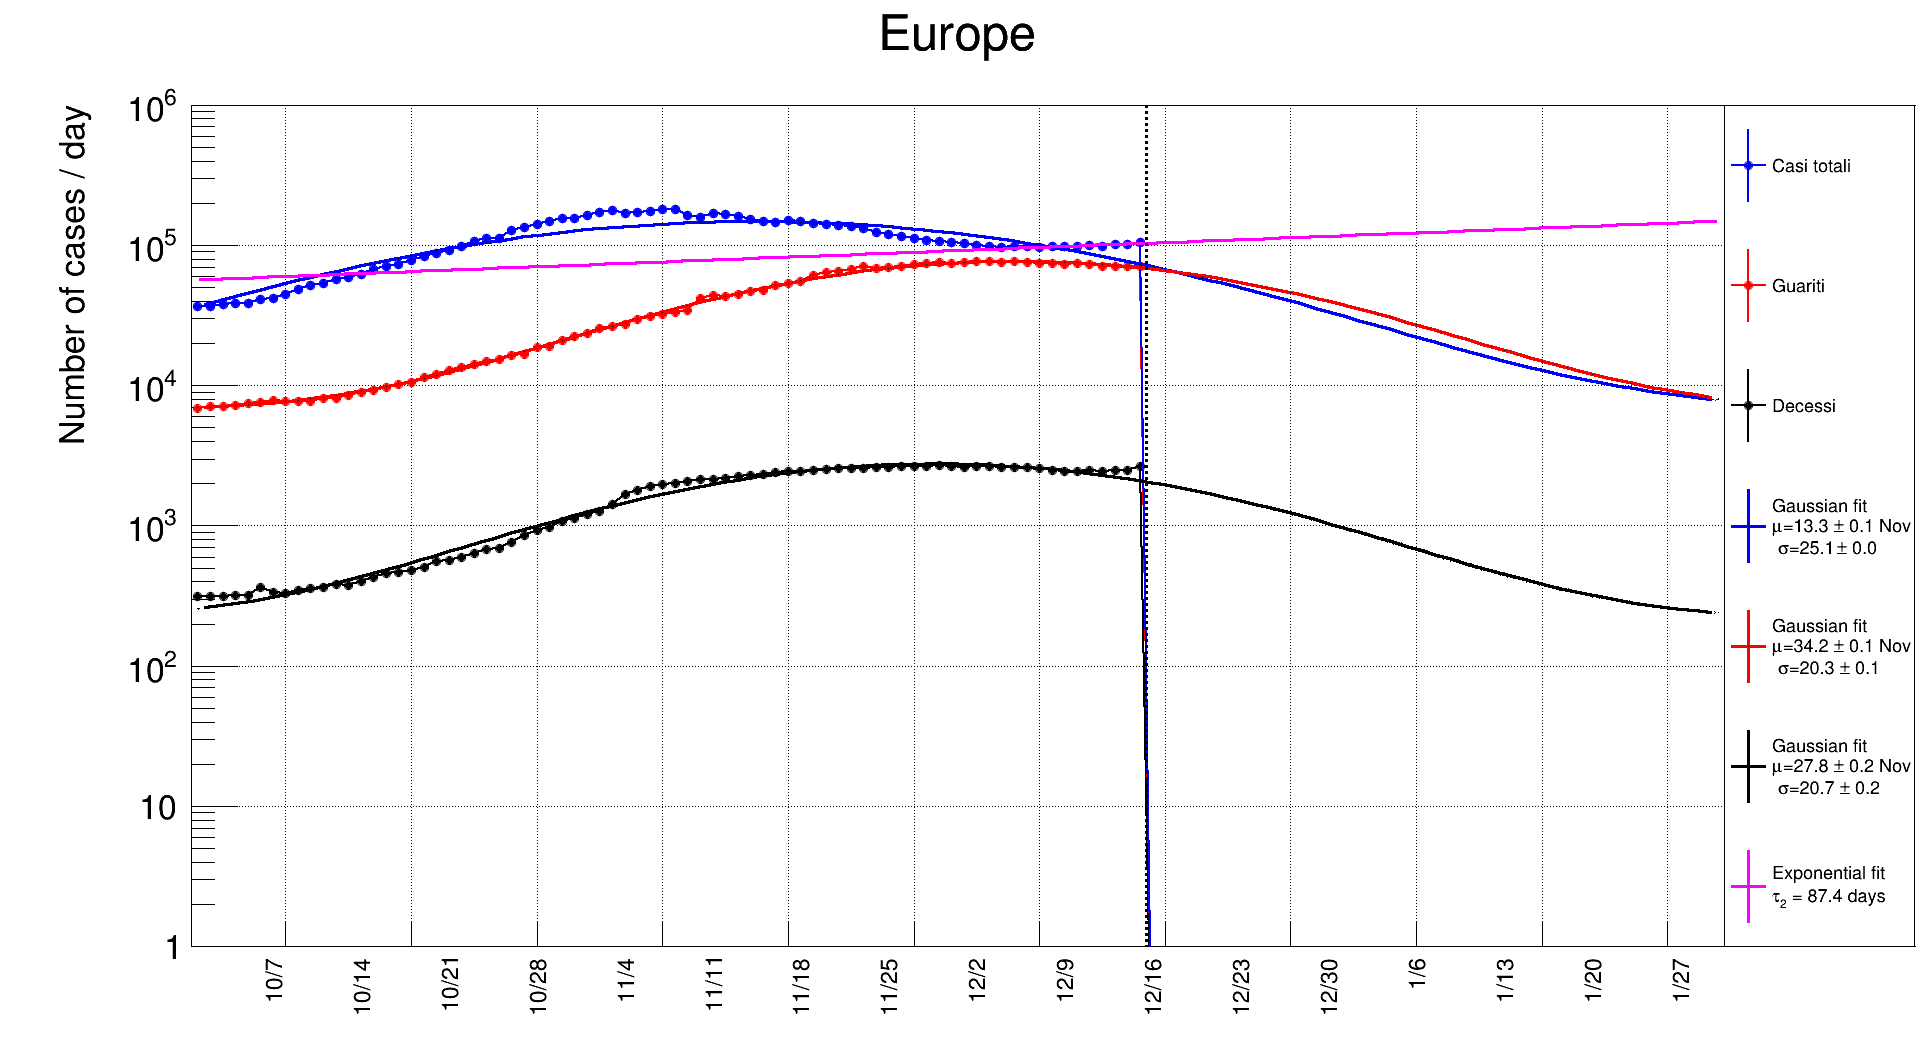 Europe
Number of cases / day
10^6
10^5
10^4
10^3
10^2
10
1
10/7
10/14
10/21
10/28
11/4
11/11
11/18
11/25
12/2
12/9
12/16
12/23
12/30
1/6
1/13
1/20
1/27
Casi totali
Guariti
Decessi
Gaussian fit
μ=13.3 ± 0.1 Nov
σ=25.1 ± 0.0
Gaussian fit
μ=34.2 ± 0.1 Nov
σ=20.3 ± 0.1
Gaussian fit
μ=27.8 ± 0.2 Nov
σ=20.7 ± 0.2
Exponential fit
τ₂ = 87.4 days